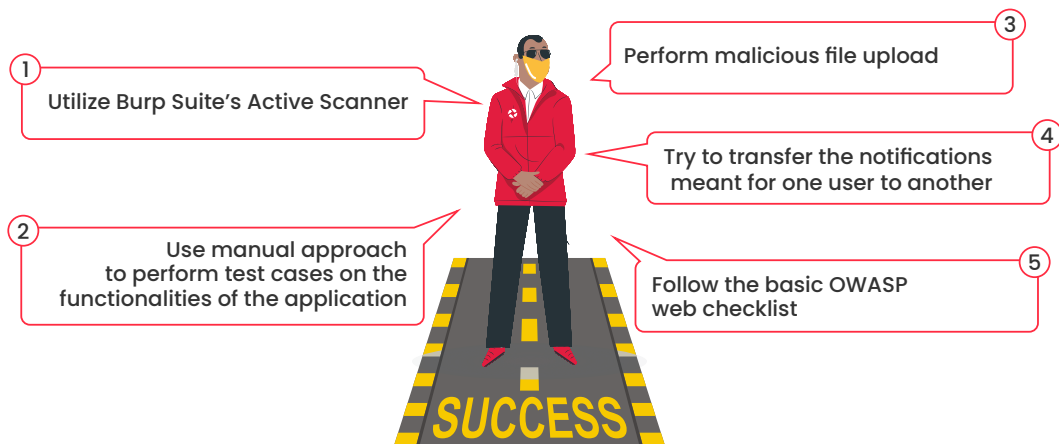 1
Utilize Burp Suite's Active Scanner
2
Use manual approach
to perform test cases on the
functionalities of the application
3
Perform malicious file upload
4
Try to transfer the notifications
meant for one user to another
5
Follow the basic OWASP
web checklist
SUCCESS